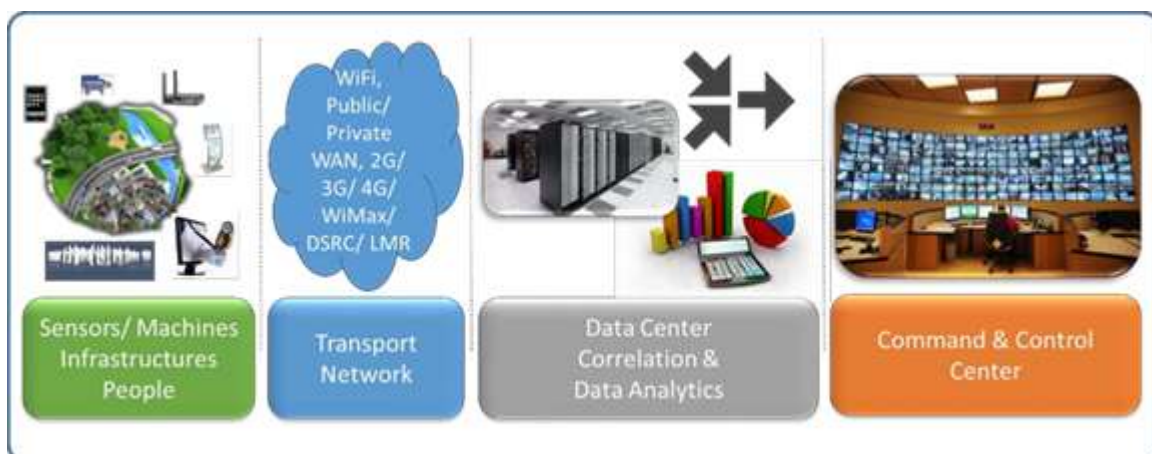 WiFi,
Public/
Private
WAN, 2G/
3G/ 4G/
WiMax/
DSRC/ LMR
Sensors/ Machines
Infrastructures
People
Transport
Network
Data Center
Correlation &
Data Analytics
Command & Control
Center